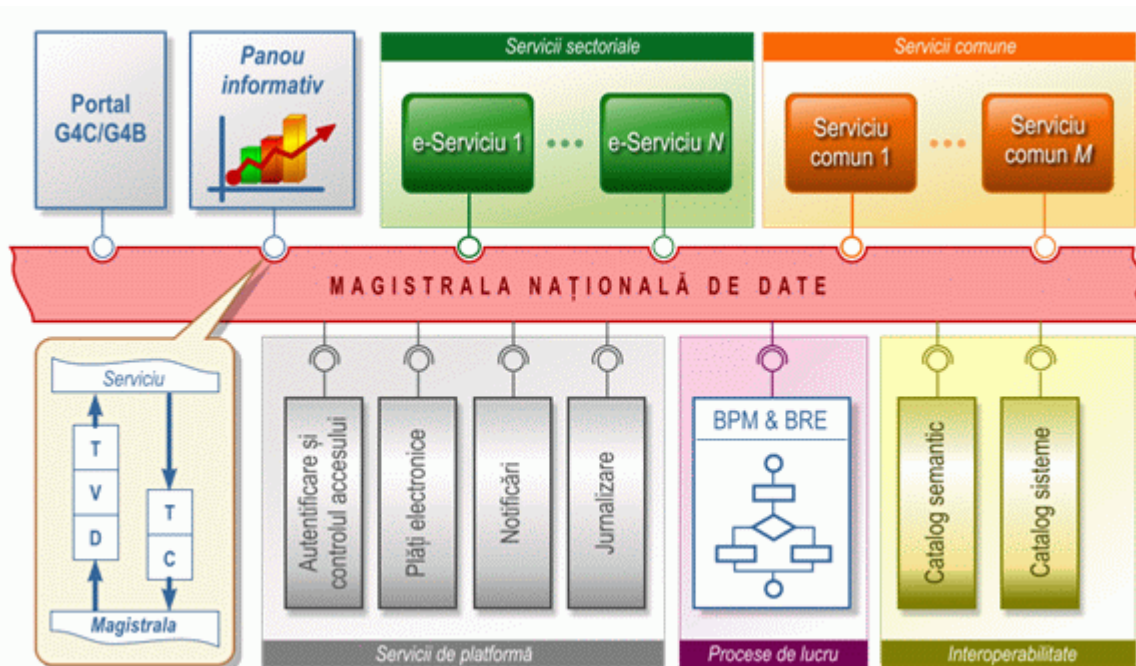 Portal
G4C/G4B
Panou
informativ
Servicii sectoriale
e-Serviciu 1
e-Serviciu N
Servicii comune
Serviciu
comun 1
Serviciu
comun M
MAGISTRALA NAȚIONALĂ DE DATE
Serviciu
T
V
D
T
C
Magistrala
Autentificare și
controlul accesului
Plăți electronice
Notificări
Jurnalizare
Servicii de platformă
BPM & BRE
Procese de lucru
Catalog semantic
Catalog sisteme
Interoperabilitate